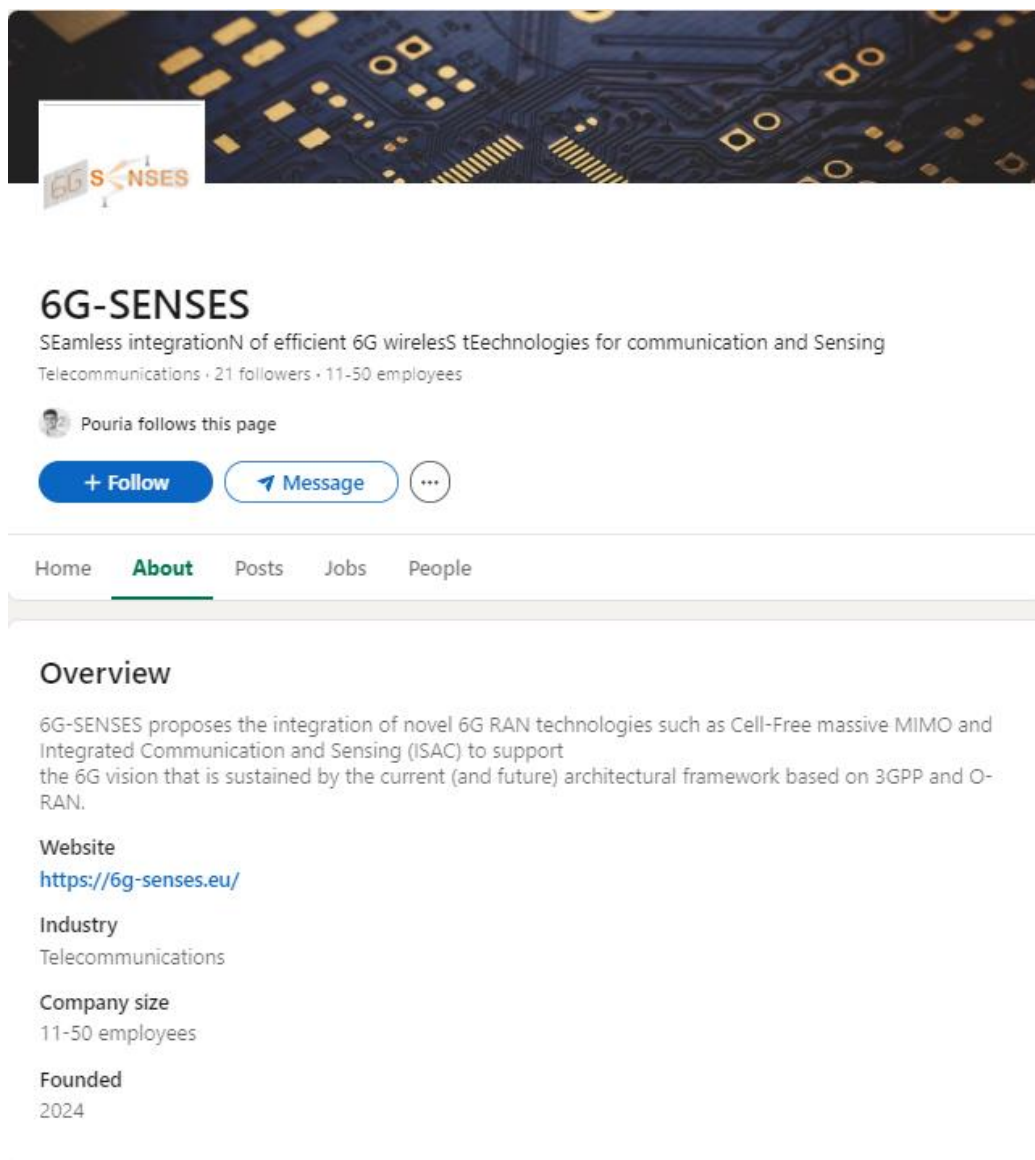 6G S NSES
6G-SENSES
SEamless integrationN of efficient 6G wirelesS tEechnologies for communication and Sensing
Telecommunications · 21 followers · 11-50 employees
Pouria follows this page
+ Follow
Message
···
Home About Posts Jobs People
Overview
6G-SENSES proposes the integration of novel 6G RAN technologies such as Cell-Free massive MIMO and
Integrated Communication and Sensing (ISAC) to support
the 6G vision that is sustained by the current (and future) architectural framework based on 3GPP and O-
RAN.
Website
https://6g-senses.eu/
Industry
Telecommunications
Company size
11-50 employees
Founded
2024